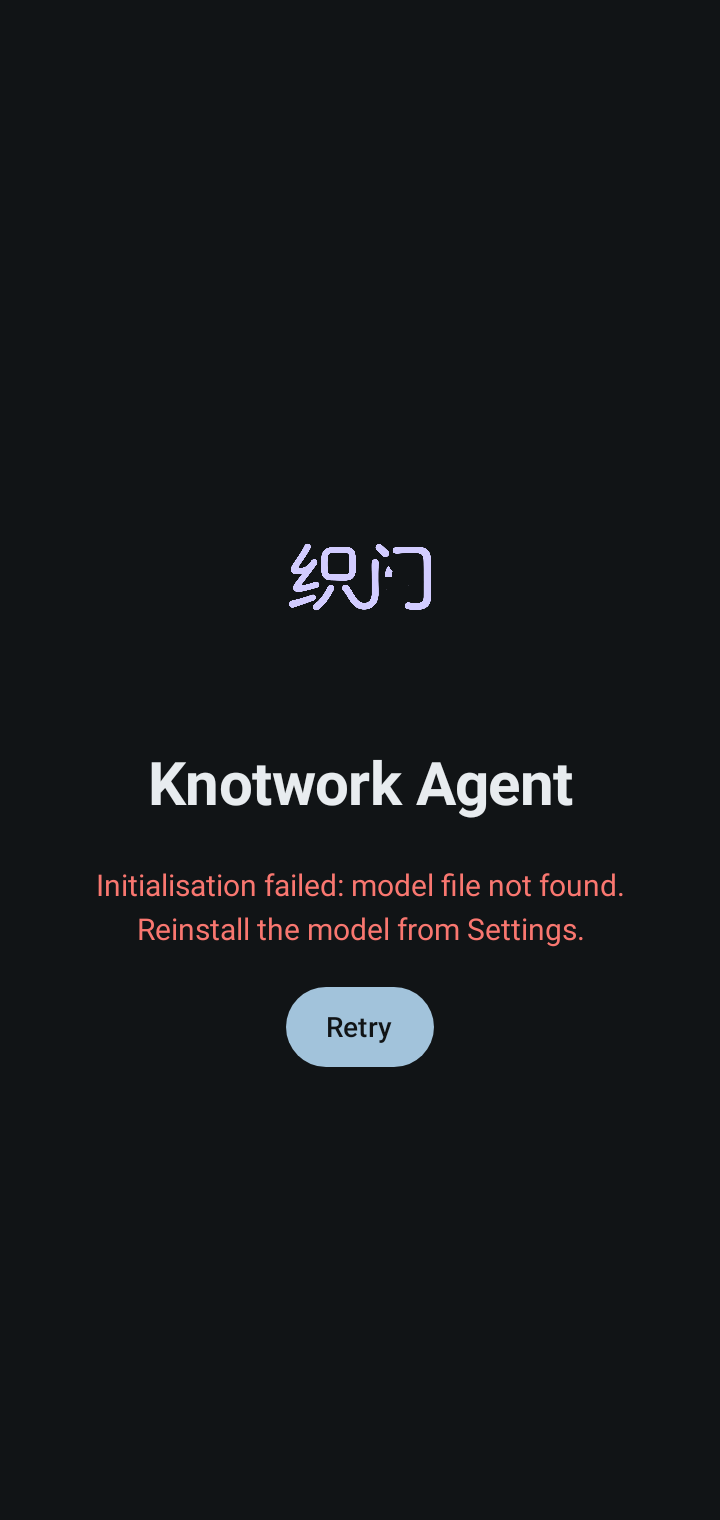 织门
Knotwork Agent
Initialisation failed: model file not found.
Reinstall the model from Settings.
Retry